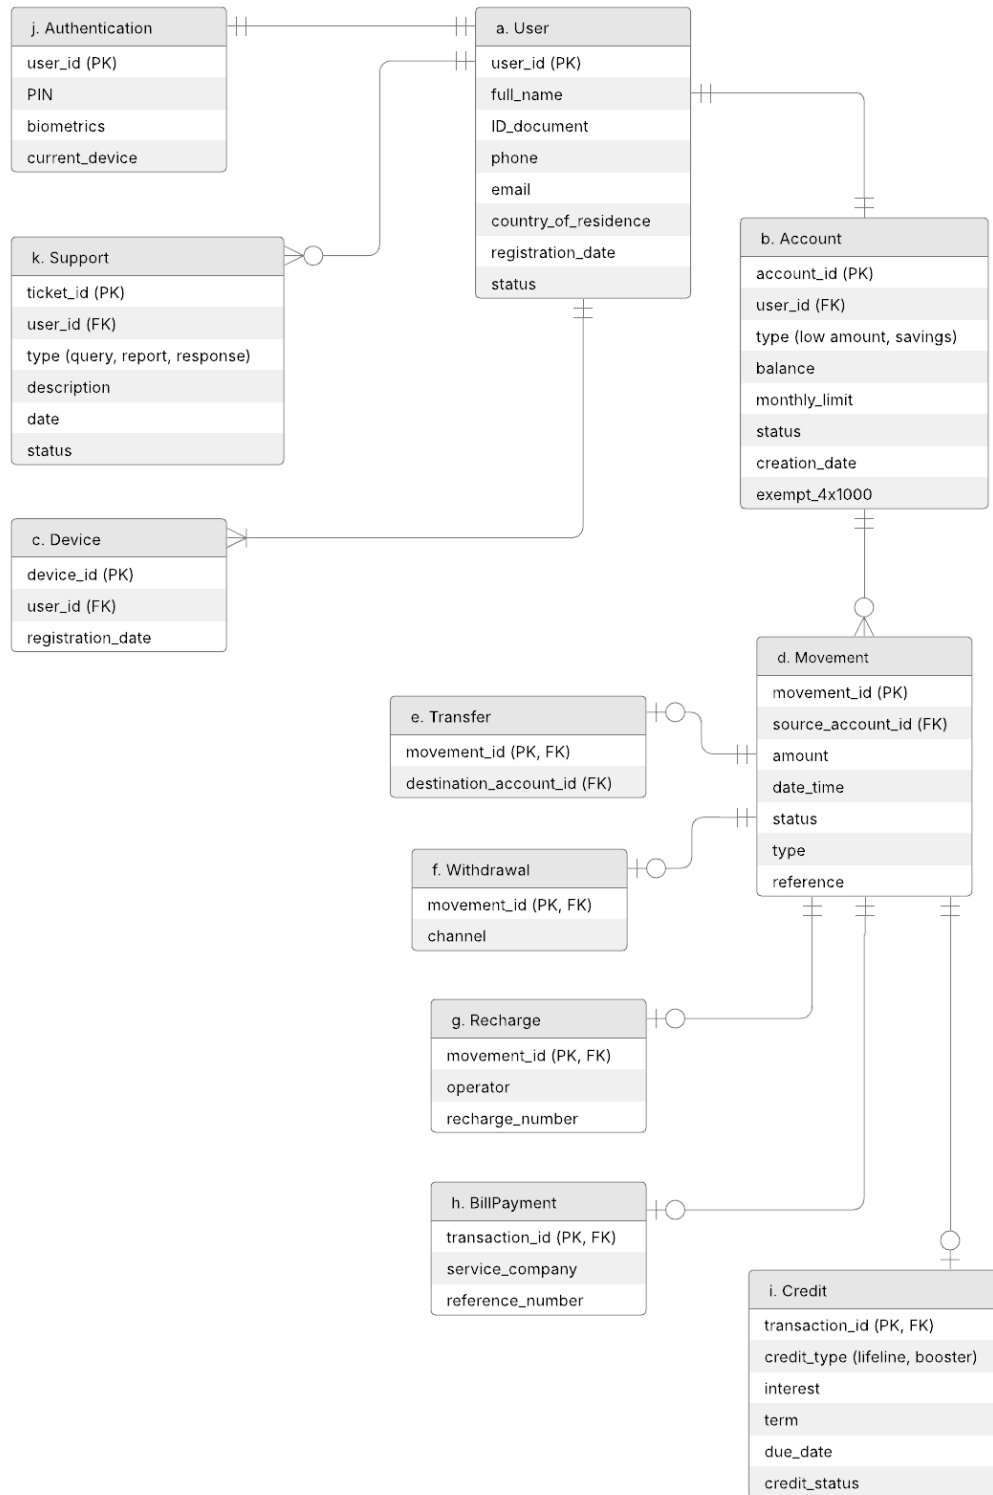 j. Authentication
user_id (PK)
PIN
biometrics
current_device
a. User
user_id (PK)
full_name
ID_document
phone
email
country_of_residence
registration_date
status
k. Support
ticket_id (PK)
user_id (FK)
type (query, report, response)
description
date
status
b. Account
account_id (PK)
user_id (FK)
type (low amount, savings)
balance
monthly_limit
status
creation_date
exempt_4x1000
c. Device
device_id (PK)
user_id (FK)
registration_date
d. Movement
movement_id (PK)
source_account_id (FK)
amount
date_time
status
type
reference
e. Transfer
movement_id (PK, FK)
destination_account_id (FK)
f. Withdrawal
movement_id (PK, FK)
channel
g. Recharge
movement_id (PK, FK)
operator
recharge_number
h. BillPayment
transaction_id (PK, FK)
service_company
reference_number
i. Credit
transaction_id (PK, FK)
credit_type (lifeline, booster)
interest
term
due_date
credit_status